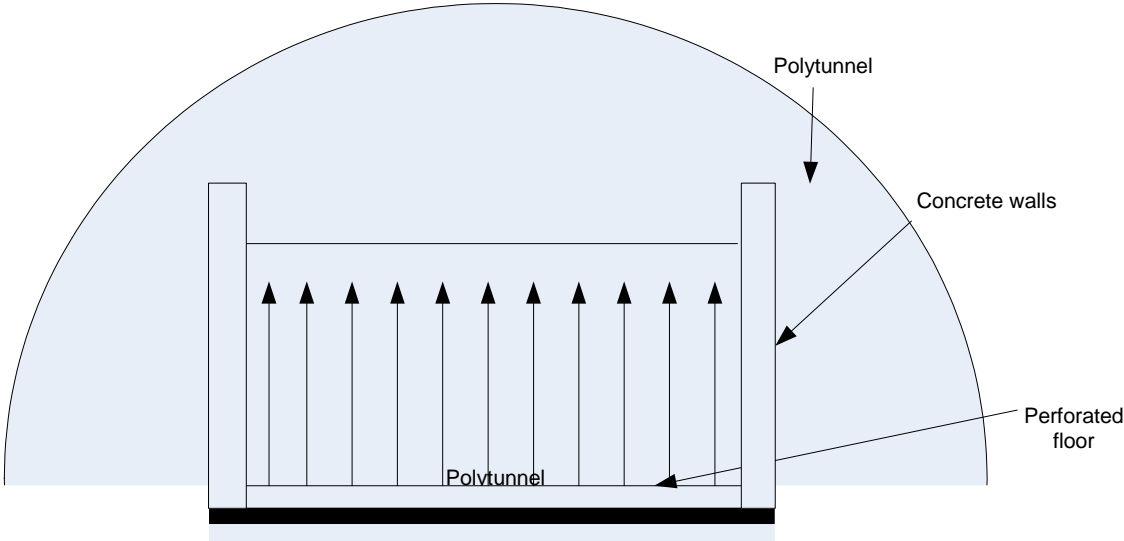 Polytunnel
Concrete walls
Perforated
floor
Polytunnel